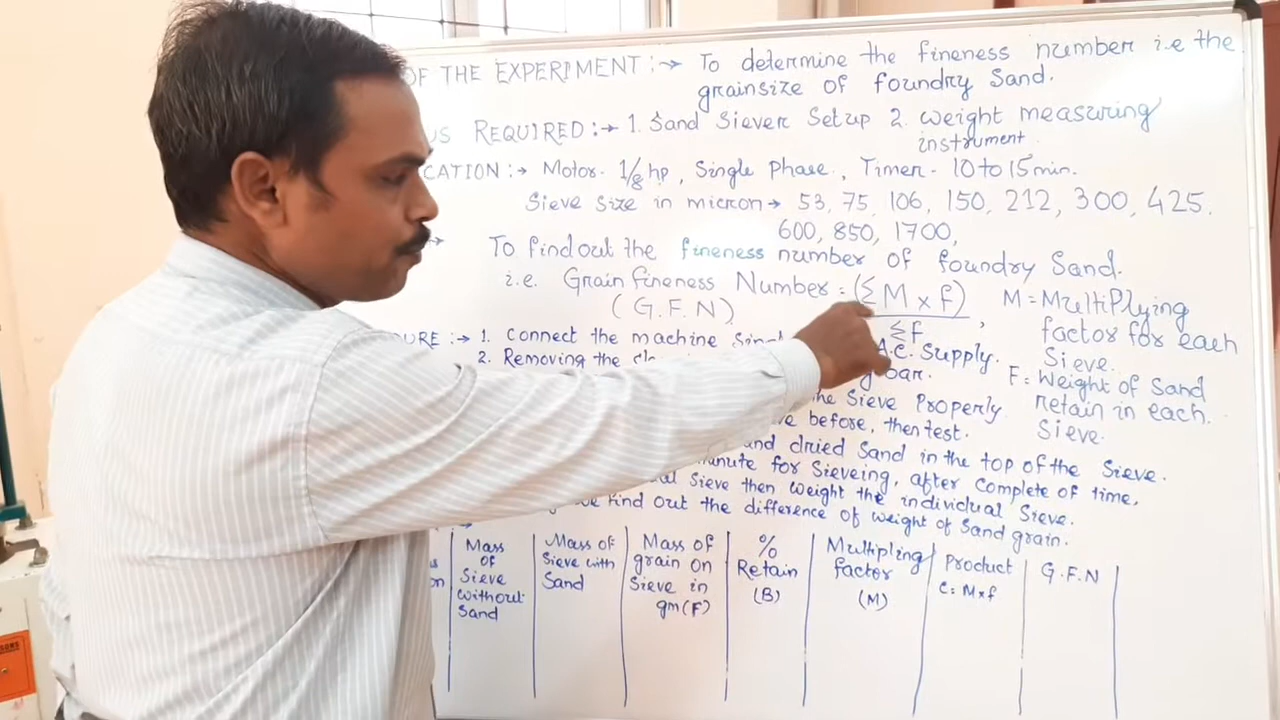 OF THE EXPERIMENT :→ To determine the fineness number i.e the
grainsize of foundry Sand.
US REQUIRED :→ 1. Sand Siever Setup 2. weight measuring
instrument
CATION :→ Motor- 1/8 hp, Single Phase, Timer- 10 to 15 min.
Sieve Size in micron → 53, 75, 106, 150, 212, 300, 425,
600, 850, 1700,
To find out the fineness number of foundry Sand.
i.e. Grain fineness Number = (Σ M x f)
(G.F.N)
Σf
, M = Multiplying
factor for each
Sieve.
F = Weight of Sand
retain in each
Sieve.
URE :→ 1. Connect the machine
A.C. Supply.
2. Removing the
bar.
the Sieve Properly
before, then test.
and dried Sand in the top of the Sieve.
for Sieveing, after complete of time,
Sieve then weight the individual Sieve.
find out the difference of weight of Sand grain.
on
Mass
of
Sieve
without
Sand
Mass of
Sieve with
Sand
Mass of
grain on
Sieve in
gm (F)
%
Retain
(B)
Multipling
factor
(M)
Product
C = Mxf
G.F.N